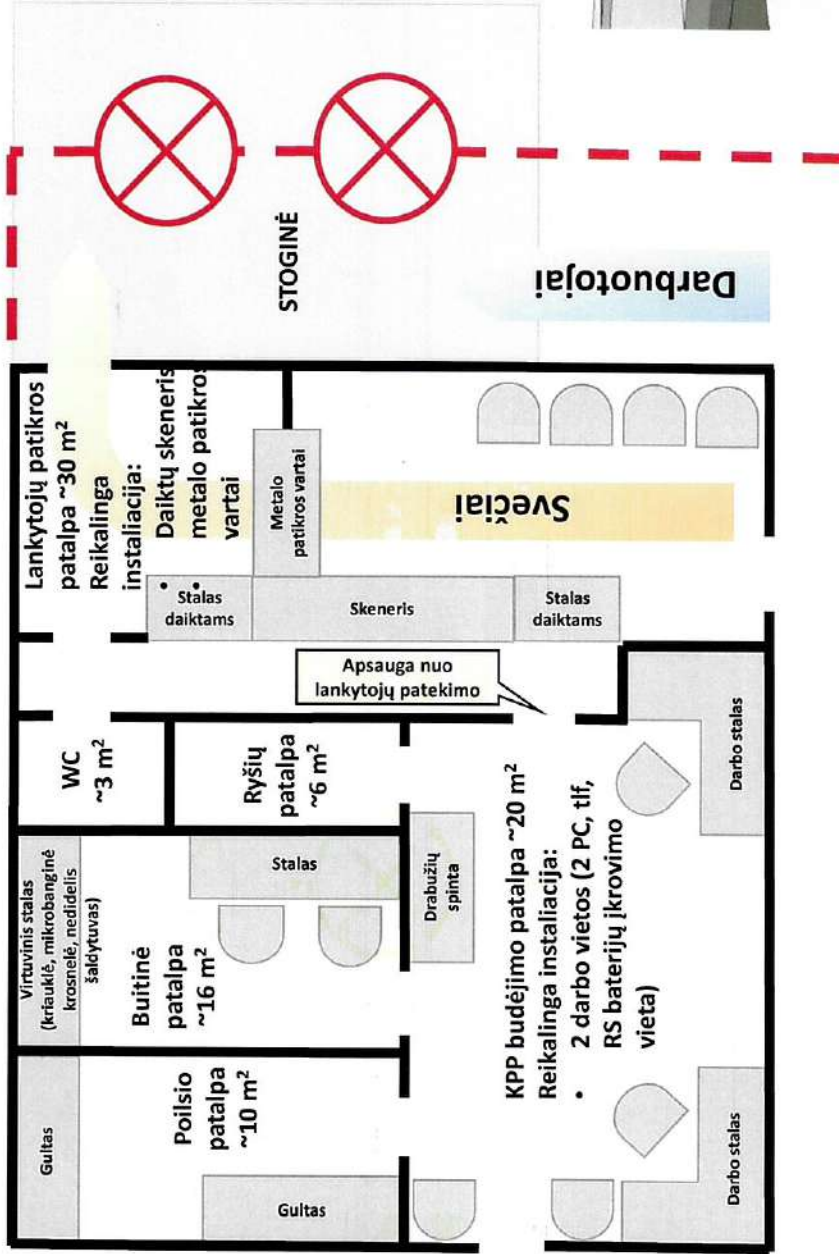 Gultas
Virtuvinis stalas
(kriauklė, mikrobanginė
krosnelė, nedidelis
šaldytuvas)
WC
~3 m²
Lankytojų patikros
patalpa ~30 m²
Reikalinga
instaliacija:
• Daiktų skeneris
• metalo patikros
vartai
STOGINĖ
Poilsio
patalpa
~10 m²
Gultas
Buitinė
patalpa
~16 m²
Stalas
Ryšių
patalpa
~6 m²
Stalas
daiktams
Metalo
patikros vartai
Skeneris
Stalas
daiktams
Apsauga nuo
lankytojų patekimo
Svečiai
Darbuotojai
Drabužių
spinta
KPP budėjimo patalpa ~20 m²
Reikalinga instaliacija:
• 2 darbo vietos (2 PC, tlf,
RS baterijų įkrovimo
vieta)
Darbo stalas
Darbo stalas